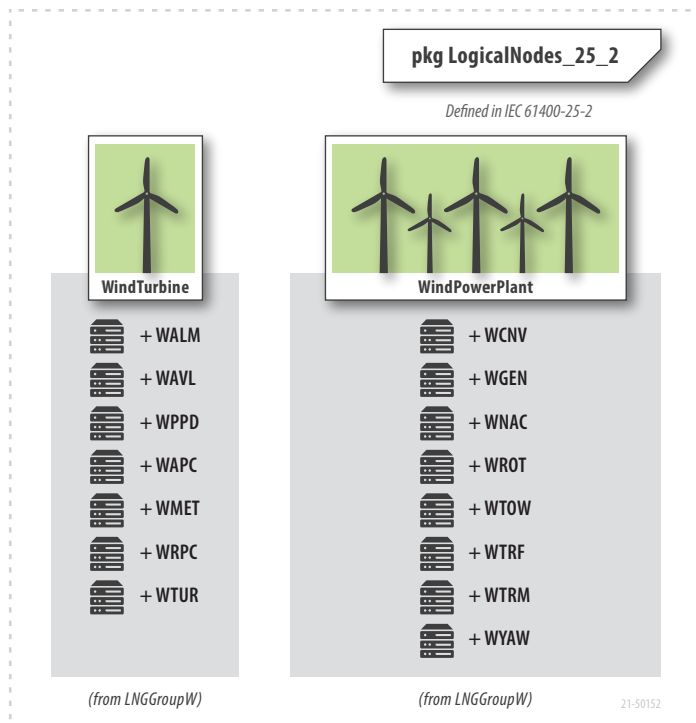 pkg LogicalNodes_25_2
Defined in IEC 61400-25-2
WindTurbine
+ WALM
+ WAVL
+ WPPD
+ WAPC
+ WMET
+ WRPC
+ WTUR
(from LNGGroupW)
WindPowerPlant
+ WCNV
+ WGEN
+ WNAC
+ WROT
+ WTOW
+ WTRF
+ WTRM
+ WYAW
(from LNGGroupW)
21-50152